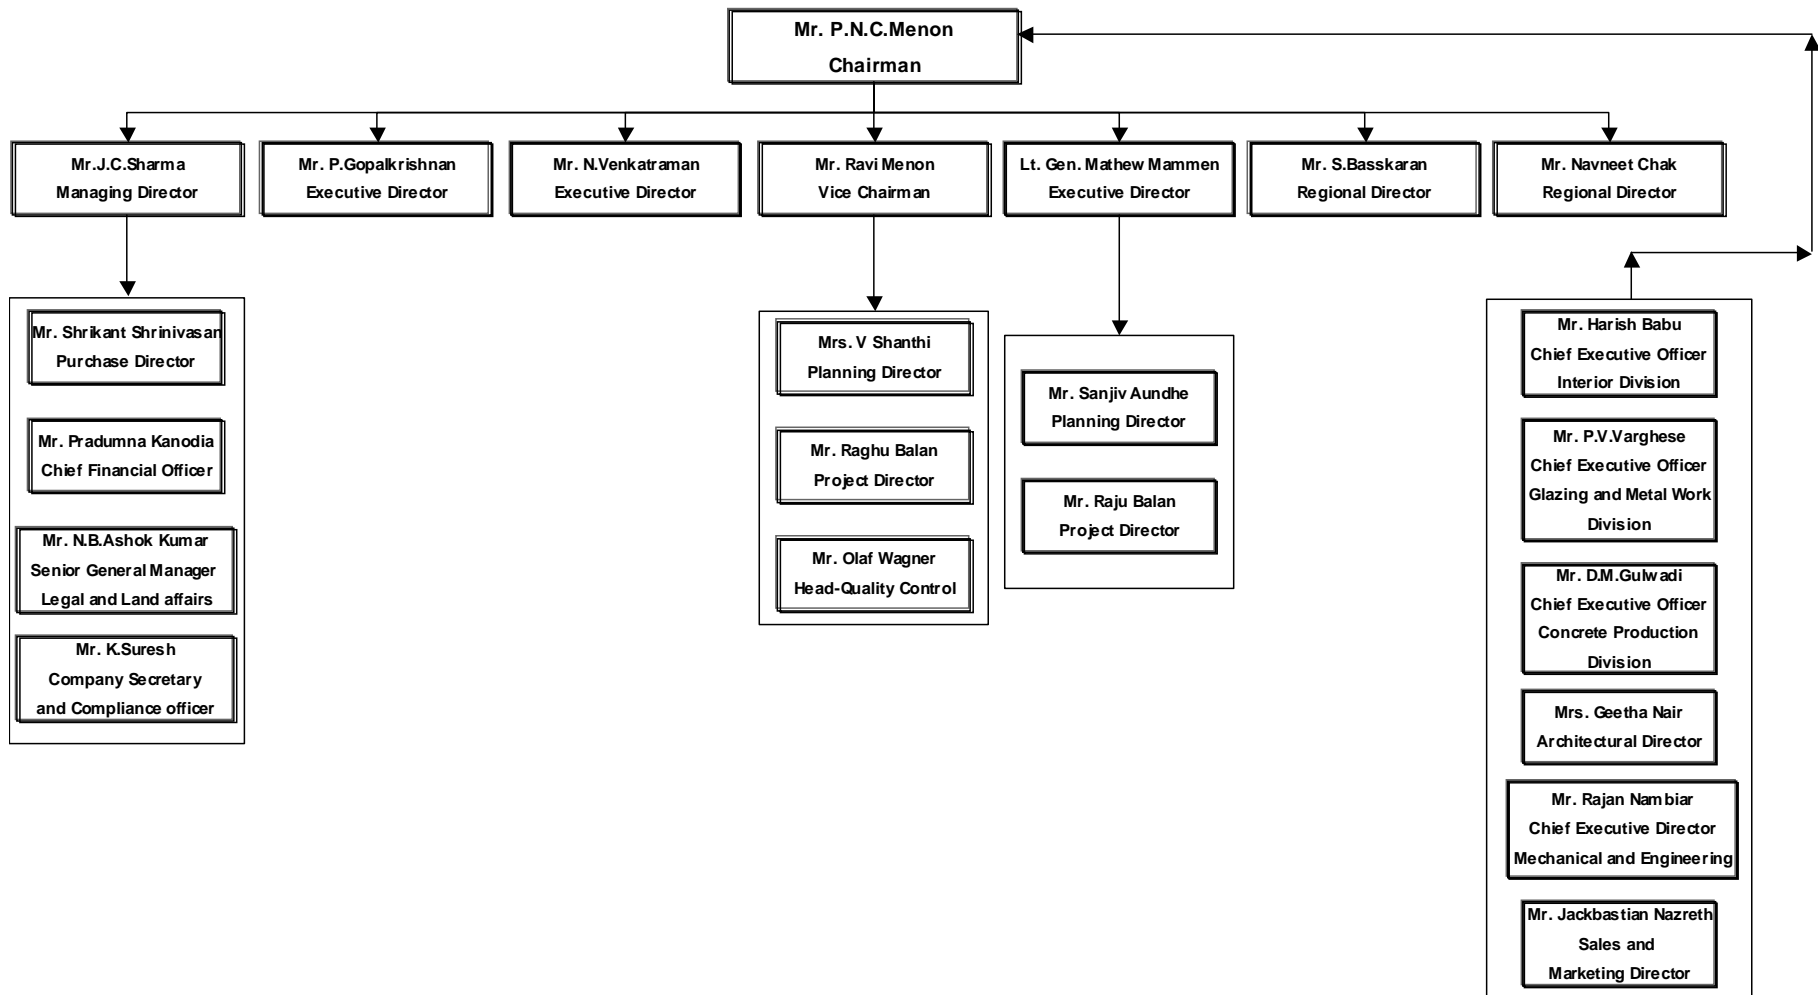 Mr. P.N.C.Menon
Chairman
Mr.J.C.Sharma
Managing Director
Mr. P.Gopalkrishnan
Executive Director
Mr. N.Venkatraman
Executive Director
Mr. Ravi Menon
Vice Chairman
Lt. Gen. Mathew Mammen
Executive Director
Mr. S.Basskaran
Regional Director
Mr. Navneet Chak
Regional Director
Mr. Shrikant Shrinivasan
Purchase Director
Mr. Pradumna Kanodia
Chief Financial Officer
Mr. N.B.Ashok Kumar
Senior General Manager
Legal and Land affairs
Mr. K.Suresh
Company Secretary
and Compliance officer
Mrs. V Shanthi
Planning Director
Mr. Raghu Balan
Project Director
Mr. Olaf Wagner
Head-Quality Control
Mr. Sanjiv Aundhe
Planning Director
Mr. Raju Balan
Project Director
Mr. Harish Babu
Chief Executive Officer
Interior Division
Mr. P.V.Varghese
Chief Executive Officer
Glazing and Metal Work
Division
Mr. D.M.Gulwadi
Chief Executive Officer
Concrete Production
Division
Mrs. Geetha Nair
Architectural Director
Mr. Rajan Nambiar
Chief Executive Director
Mechanical and Engineering
Mr. Jackbastian Nazreth
Sales and
Marketing Director